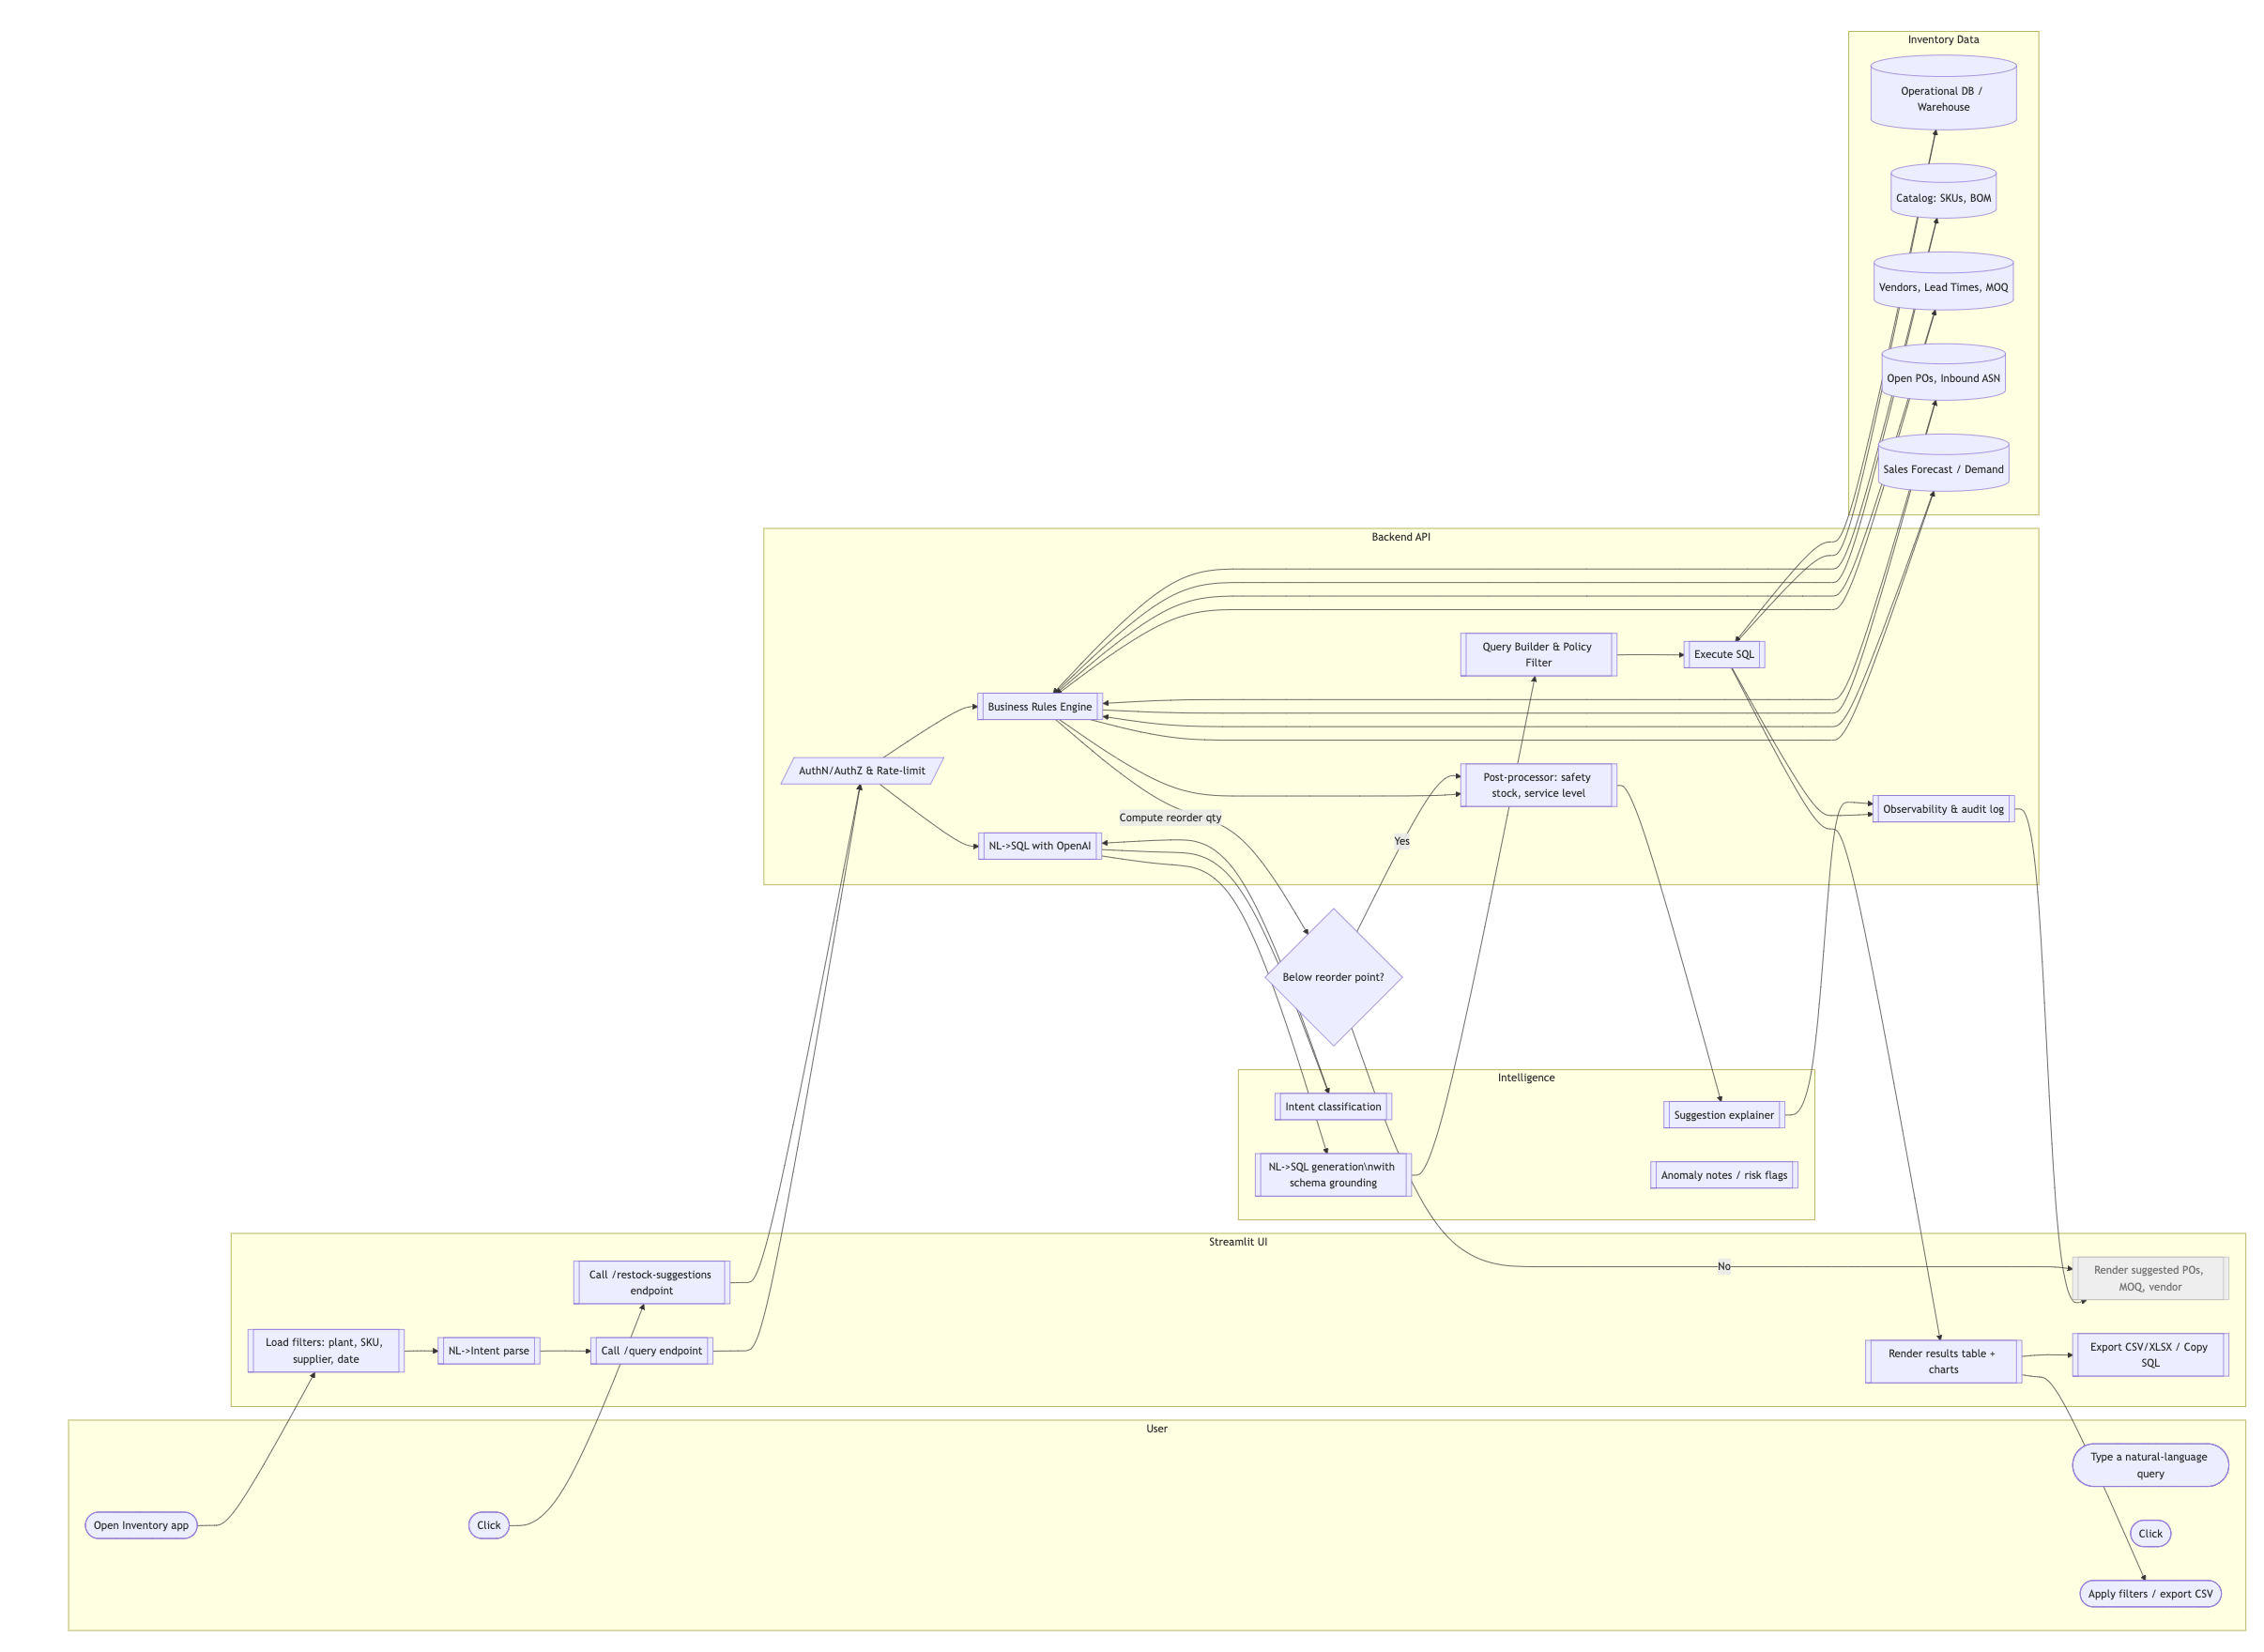 Inventory Data
Operational DB /
Warehouse
Catalog: SKUs, BOM
Vendors, Lead Times, MOQ
Open POs, Inbound ASN
Sales Forecast / Demand
Backend API
Query Builder & Policy
Filter
Execute SQL
Business Rules Engine
AuthN/AuthZ & Rate-limit
Post-processor: safety
stock, service level
Observability & audit log
Compute reorder qty
Yes
NL->SQL with OpenAI
Below reorder point?
Intelligence
Intent classification
Suggestion explainer
NL->SQL generation\nwith
schema grounding
Anomaly notes / risk flags
Streamlit UI
Call /restock-suggestions
endpoint
No
Render suggested POs,
MOQ, vendor
Load filters: plant, SKU,
supplier, date
NL->Intent parse
Call /query endpoint
Render results table +
charts
Export CSV/XLSX / Copy
SQL
User
Type a natural-language
query
Open Inventory app
Click
Click
Apply filters / export CSV